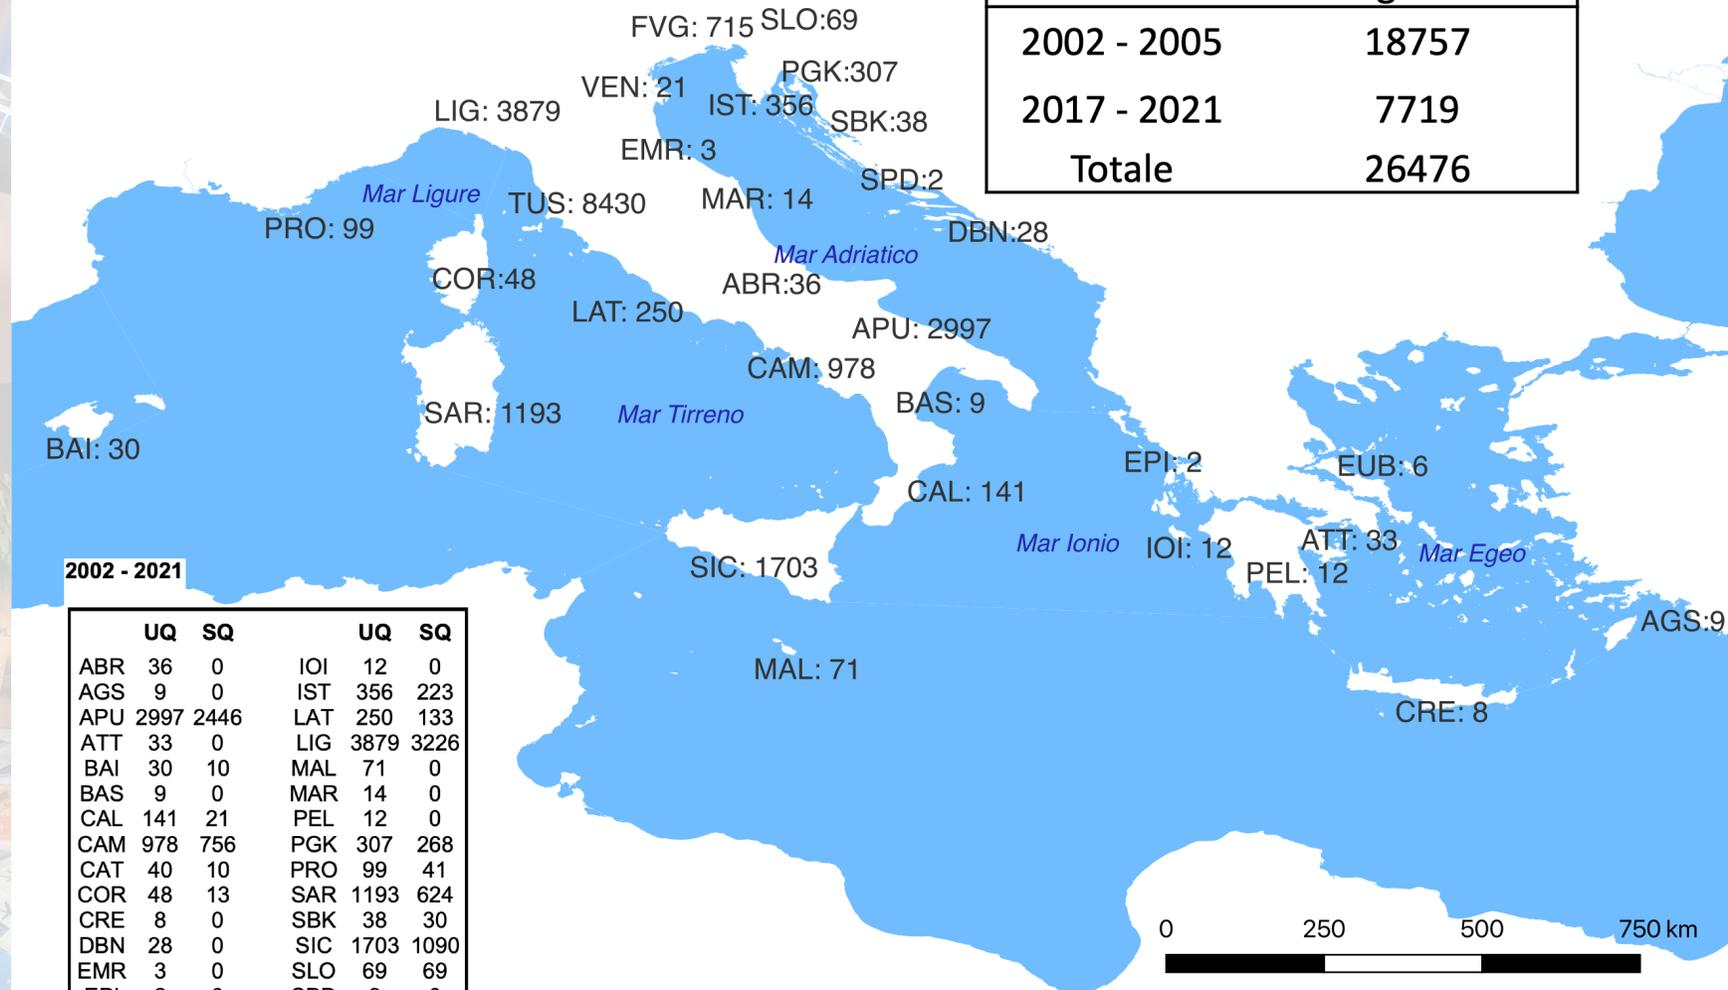 FVG: 715
SLO:69
2002 - 2005 18757
2017 - 2021 7719
Totale 26476
VEN: 21
PGK:307
LIG: 3879
IST: 356
SBK:38
EMR: 3
SPD:2
Mar Ligure
TUS: 8430
MAR: 14
PRO: 99
DBN:28
Mar Adriatico
COR:48
ABR:36
LAT: 250
APU: 2997
CAM: 978
BAS: 9
SAR: 1193
Mar Tirreno
BAI: 30
EPI: 2
EUB: 6
CAL: 141
Mar Ionio
IOI: 12
ATT: 33
Mar Egeo
SIC: 1703
PEL: 12
AGS:9
MAL: 71
CRE: 8
2002 - 2021
UQ SQ UQ SQ
ABR 36 0 IOI 12 0
AGS 9 0 IST 356 223
APU 2997 2446 LAT 250 133
ATT 33 0 LIG 3879 3226
BAI 30 10 MAL 71 0
BAS 9 0 MAR 14 0
CAL 141 21 PEL 12 0
CAM 978 756 PGK 307 268
CAT 40 10 PRO 99 41
COR 48 13 SAR 1193 624
CRE 8 0 SBK 38 30
DBN 28 0 SIC 1703 1090
EMR 3 0 SLO 69 69
0 250 500 750 km